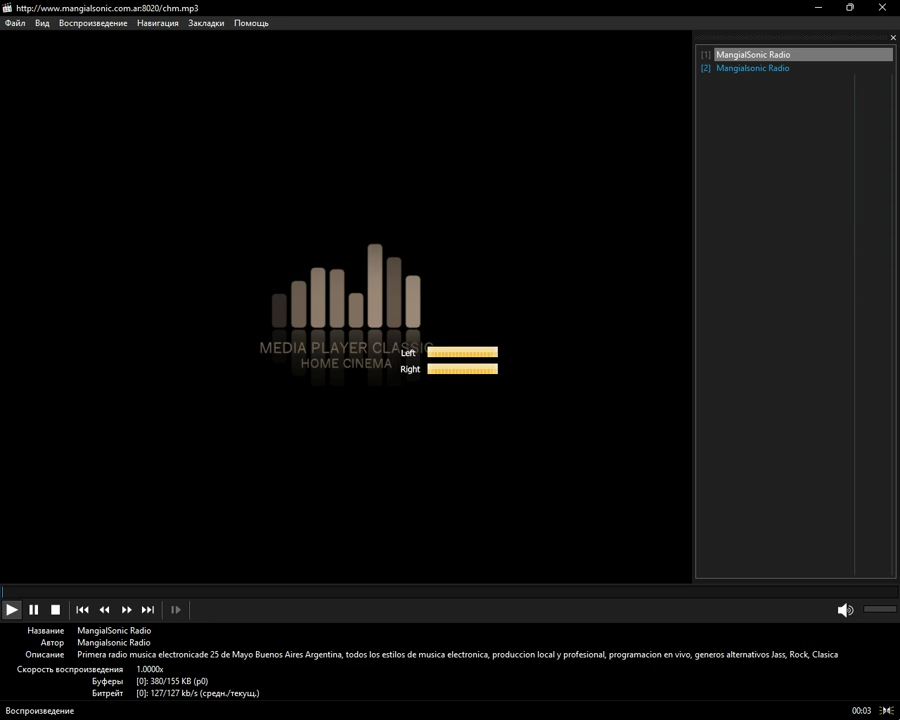 http://www.mangialsonic.com.ar:8020/chm.mp3
Файл Вид Воспроизведение Навигация Закладки Помощь
[1] MangialSonic Radio
[2] Mangialsonic Radio
MEDIA PLAYER CLASSIC
HOME CINEMA
Left
Right
Название MangialSonic Radio
Автор Mangialsonic Radio
Описание Primera radio musica electronicade 25 de Mayo Buenos Aires Argentina, todos los estilos de musica electronica, produccion local y profesional, programacion en vivo, generos alternativos Jass, Rock, Clasica
Скорость воспроизведения 1.0000x
Буферы [0]: 380/155 KB (p0)
Битрейт [0]: 127/127 kb/s (средн./текущ.)
Воспроизведение 00:03